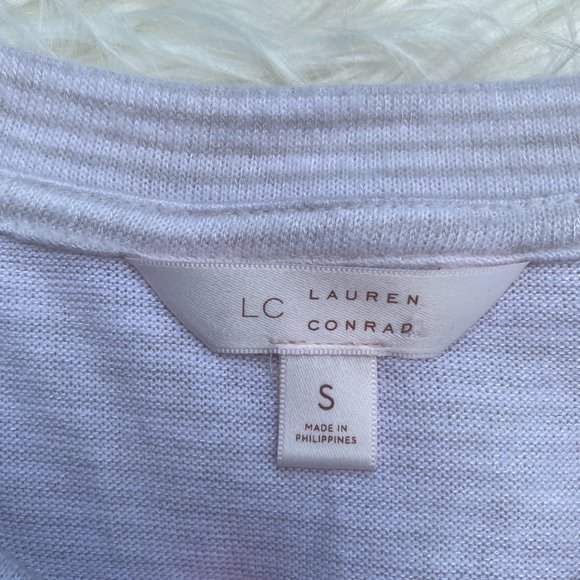 LC LAUREN
CONRAD
S
MADE IN
PHILIPPINES